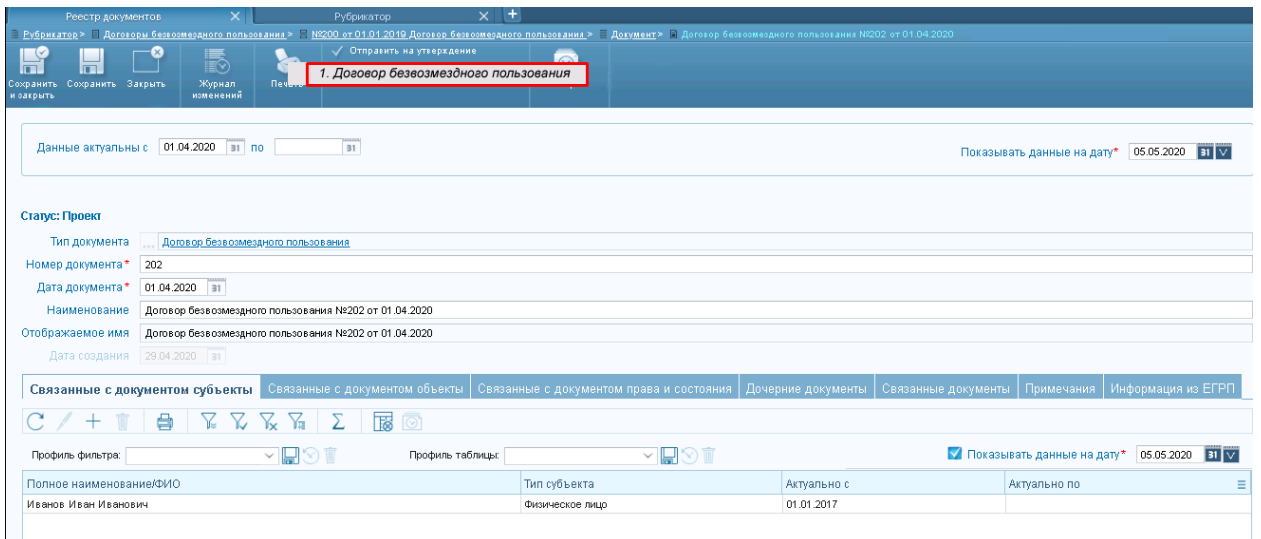 Реестр документов
Рубрикатор
Рубрикатор > Договоры безвозмездного пользования > №200 от 01.01.2019 Договор безвозмездного пользования > Документ > Договор безвозмездного пользования №202 от 01.04.2020
Отправить на утверждение
1. Договор безвозмездного пользования
Сохранить и закрыть
Сохранить
Закрыть
Журнал изменений
Данные актуальны с 01.04.2020 по
Показывать данные на дату* 05.05.2020
Статус: Проект
Тип документа ... Договор безвозмездного пользования
Номер документа* 202
Дата документа* 01.04.2020
Наименование Договор безвозмездного пользования №202 от 01.04.2020
Отображаемое имя Договор безвозмездного пользования №202 от 01.04.2020
Дата создания 29.04.2020
Связанные с документом субъекты Связанные с документом объекты Связанные с документом права и состояния Дочерние документы Связанные документы Примечания Информация из ЕГРП
Профиль фильтра: Профиль таблицы: Показывать данные на дату* 05.05.2020
Полное наименование/ФИО Тип субъекта Актуально с Актуально по
Иванов Иван Иванович Физическое лицо 01.01.2017